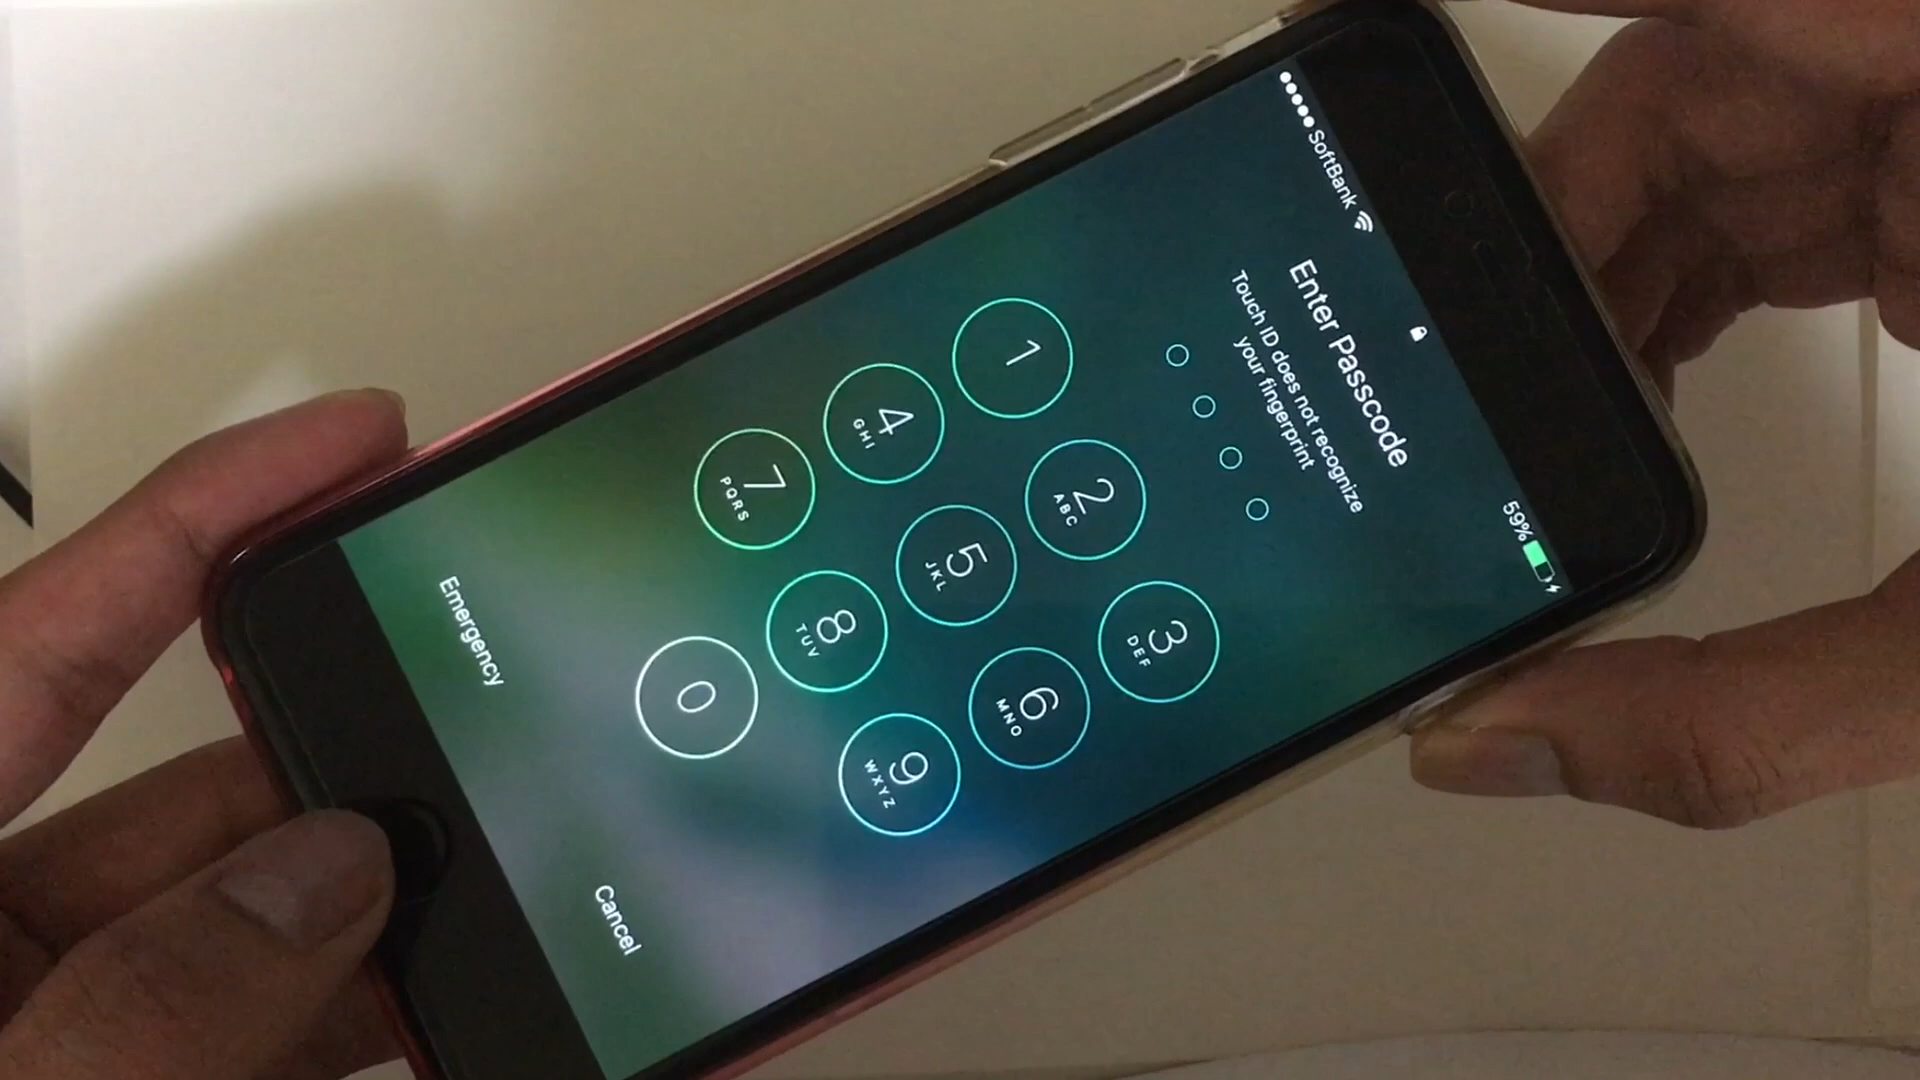 ●●●●● SoftBank 59%
Enter Passcode
Touch ID does not recognize
your fingerprint
1 2 3
ABC DEF
4 5 6
GHI JKL MNO
7 8 9
PQRS TUV WXYZ
0
Emergency Cancel